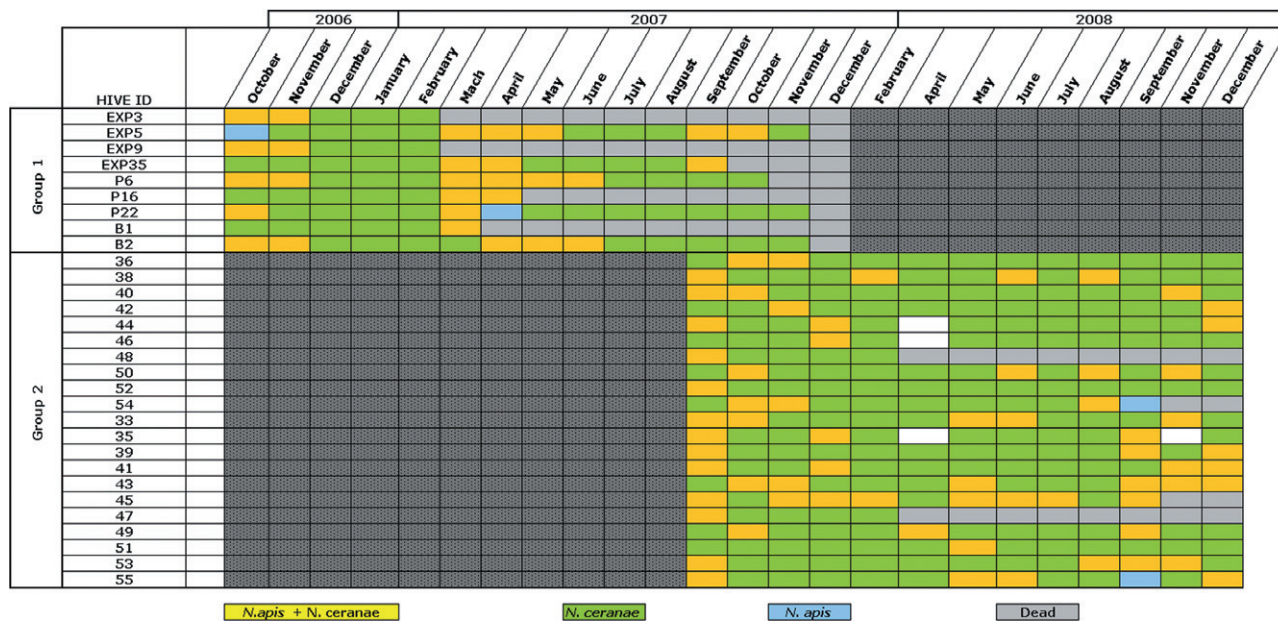 2006 2007 2008
HIVE ID October November December January February Mach April May June July August September October November December February April May June July August September November December
Group 1
EXP3
EXP5
EXP9
EXP35
P6
P16
P22
B1
B2
Group 2
36
38
40
42
44
46
48
50
52
54
33
35
39
41
43
45
47
49
51
53
55
N.apis + N. ceranae N. ceranae N. apis Dead